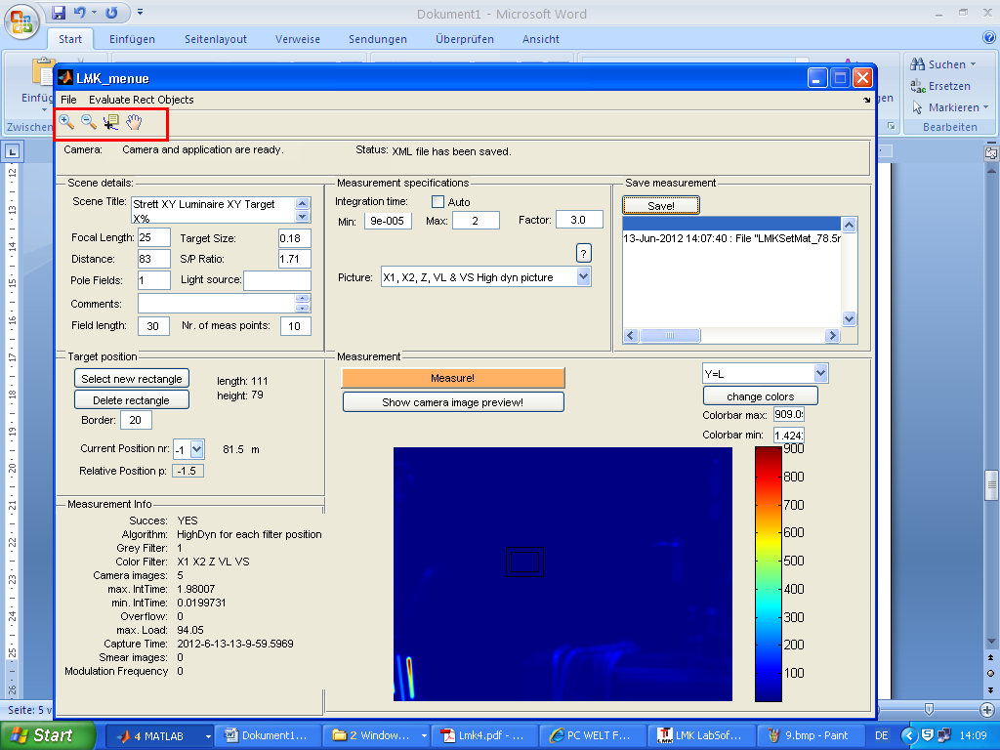 Dokument1 - Microsoft Word
Start Einfügen Seitenlayout Verweise Sendungen Überprüfen Ansicht
Suchen
Ersetzen
Markieren
Bearbeiten
Einfüg
Zwischen
LMK_menue
File Evaluate Rect Objects
Camera: Camera and application are ready. Status: XML file has been saved.
Scene details:
Scene Title: Strett XY Luminaire XY Target
X%
Focal Length: 25 Target Size: 0.18
Distance: 83 S/P Ratio: 1.71
Pole Fields: 1 Light source:
Comments:
Field length: 30 Nr. of meas points: 10
Measurement specifications
Integration time: Auto
Min: 9e-005 Max: 2 Factor: 3.0
?
Picture: X1, X2, Z, VL & VS High dyn picture
Save measurement
Save!
13-Jun-2012 14:07:40 : File "LMKSetMat_78.5r
Target position
Select new rectangle
Delete rectangle
length: 111
height: 79
Border: 20
Current Position nr: -1 81.5 m
Relative Position p: -1.5
Measurement
Measure!
Show camera image preview!
Y=L
change colors
Colorbar max: 909.0
Colorbar min: 1.424
900
800
700
600
500
400
300
200
100
Measurement Info
Succes: YES
Algorithm: HighDyn for each filter position
Grey Filter: 1
Color Filter: X1 X2 Z VL VS
Camera images: 5
max. IntTime: 1.98007
min. IntTime: 0.0199731
Overflow: 0
max. Load: 94.05
Capture Time: 2012-6-13-13-9-59.5969
Smear images: 0
Modulation Frequency 0
Seite: 5 v
Start 4 MATLAB Dokument1... 2 Window... Lmk4.pdf - ... PC WELT F... LMK LabSof... 9.bmp - Paint DE 14:09